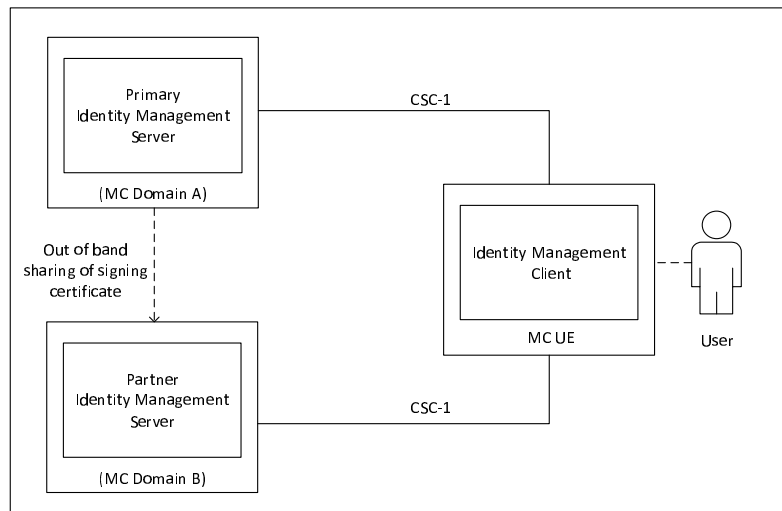 Primary
Identity Management
Server
(MC Domain A)
CSC-1
Out of band
sharing of signing
certificate
Identity Management
Client
MC UE
User
Partner
Identity Management
Server
(MC Domain B)
CSC-1